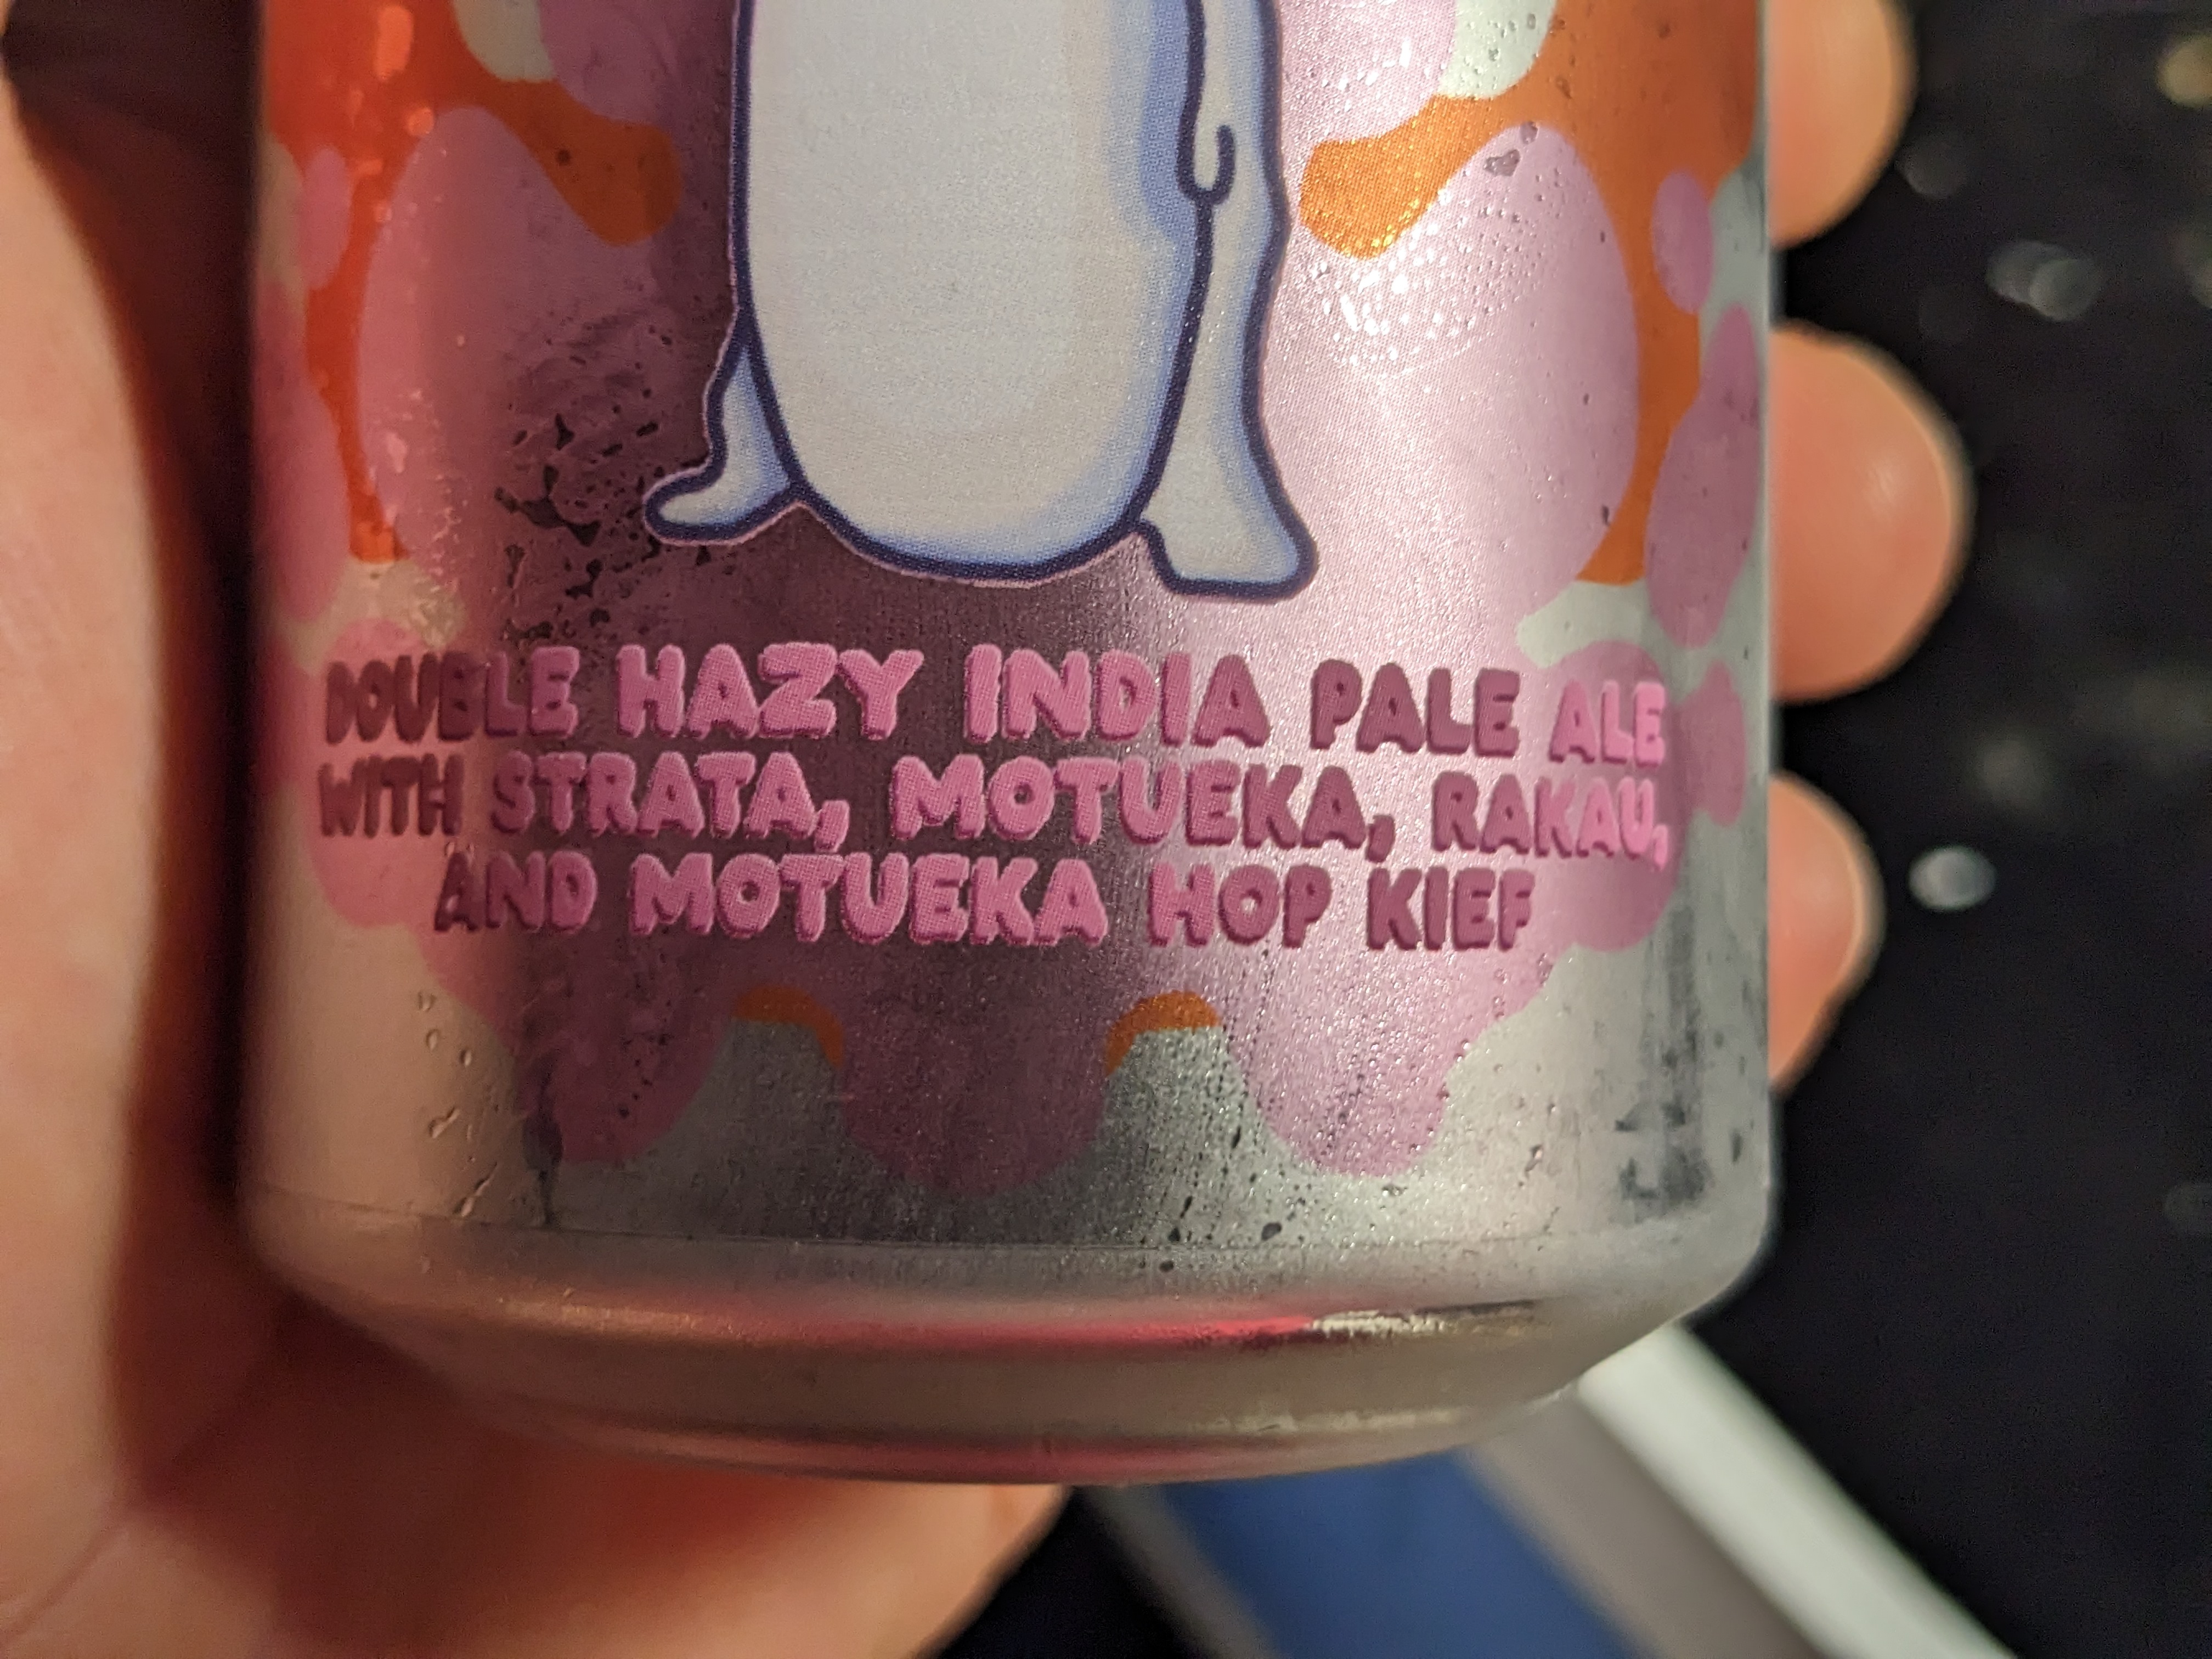 DOUBLE HAZY INDIA PALE ALE
WITH STRATA, MOTUEKA, RAKAU,
AND MOTUEKA HOP KIEF